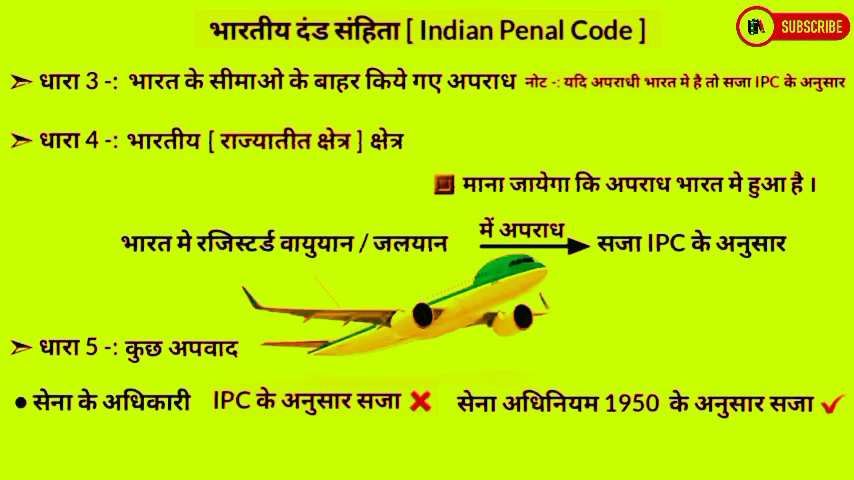 भारतीय दंड संहिता [ Indian Penal Code ]
SUBSCRIBE
➤ धारा 3 -: भारत के सीमाओ के बाहर किये गए अपराध नोट -: यदि अपराधी भारत मे है तो सजा IPC के अनुसार
➤ धारा 4 -: भारतीय [ राज्यातीत क्षेत्र ] क्षेत्र
माना जायेगा कि अपराध भारत मे हुआ है ।
भारत मे रजिस्टर्ड वायुयान / जलयान में अपराध सजा IPC के अनुसार
➤ धारा 5 -: कुछ अपवाद
• सेना के अधिकारी IPC के अनुसार सजा ❌ सेना अधिनियम 1950 के अनुसार सजा ✓